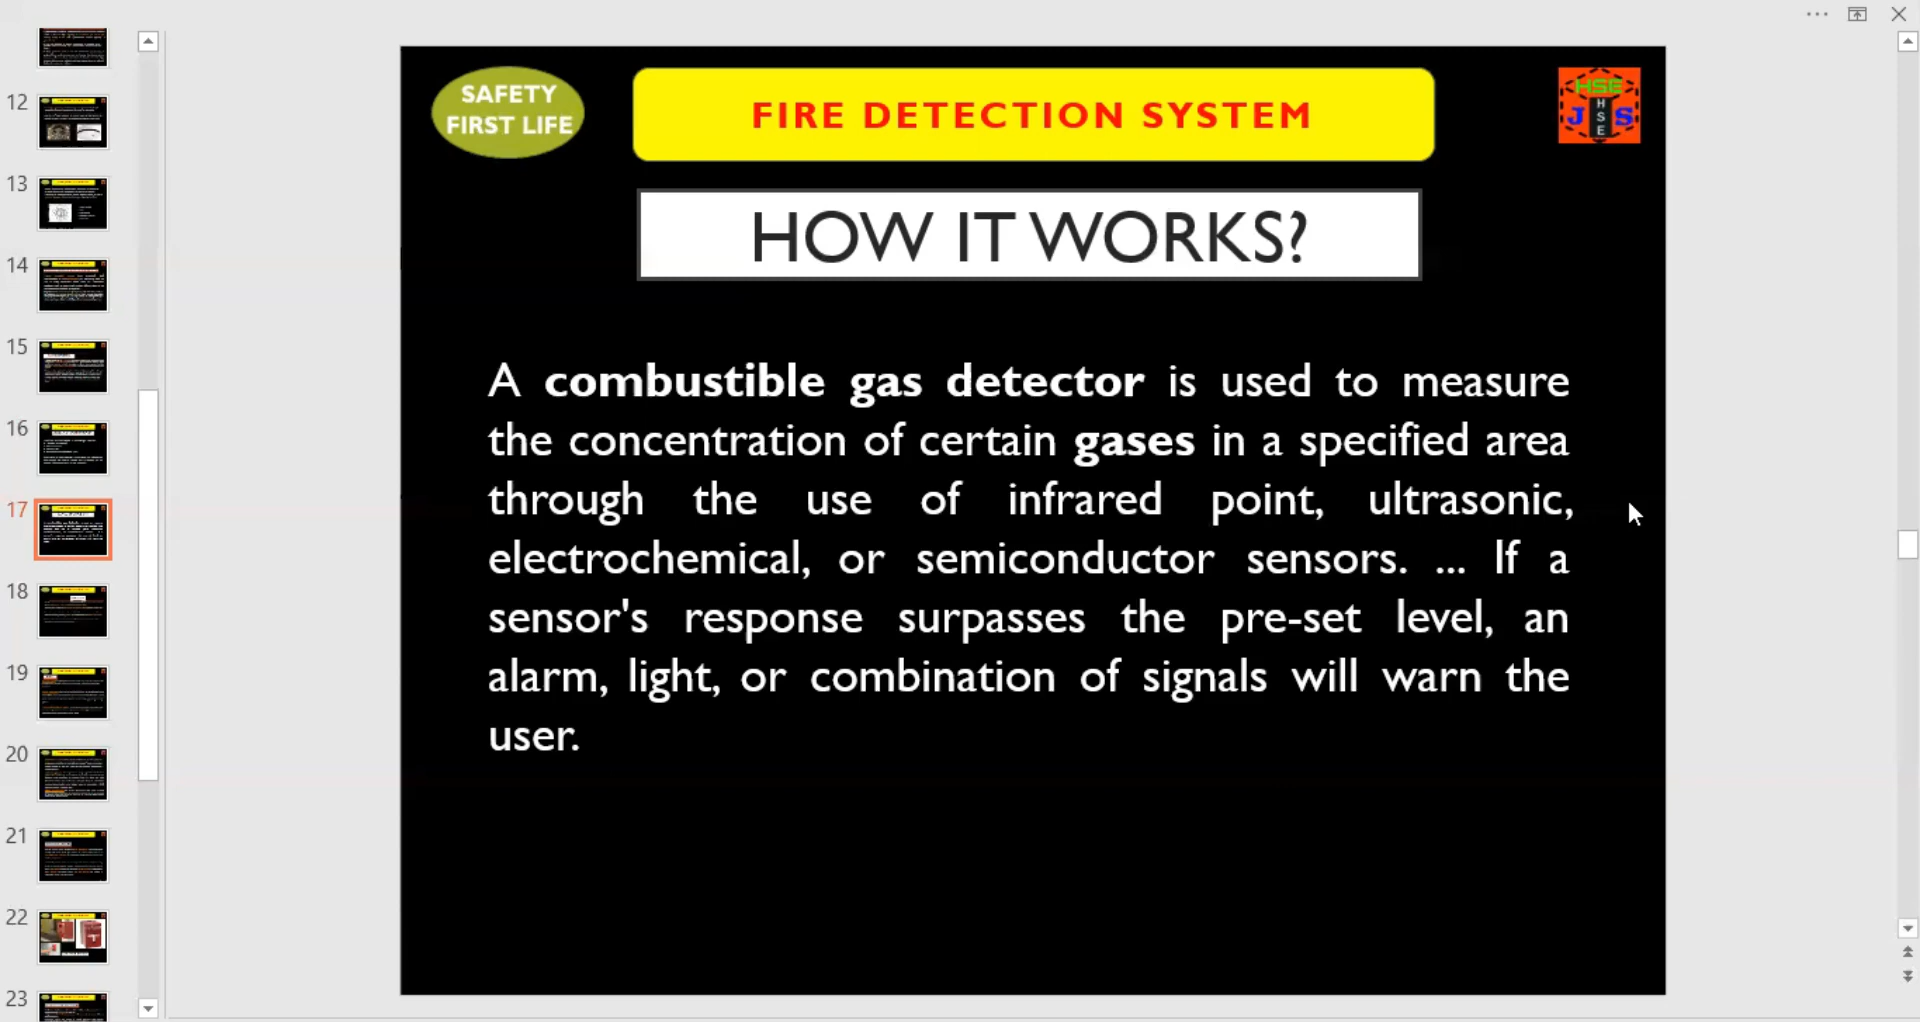 12
13
14
15
16
17
18
19
20
21
22
23
SAFETY
FIRST LIFE
FIRE DETECTION SYSTEM
HSE
J S
H
S
E
HOW IT WORKS?
A combustible gas detector is used to measure
the concentration of certain gases in a specified area
through the use of infrared point, ultrasonic,
electrochemical, or semiconductor sensors. ... If a
sensor's response surpasses the pre-set level, an
alarm, light, or combination of signals will warn the
user.